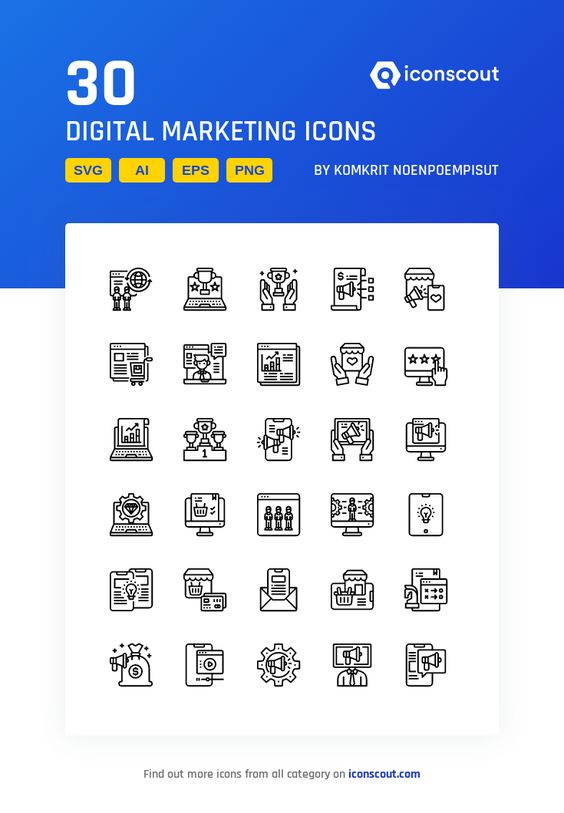 30
iconscout
DIGITAL MARKETING ICONS
SVG AI EPS PNG
BY KOMKRIT NOENPOEMPISUT
$
1
$
Find out more icons from all category on iconscout.com